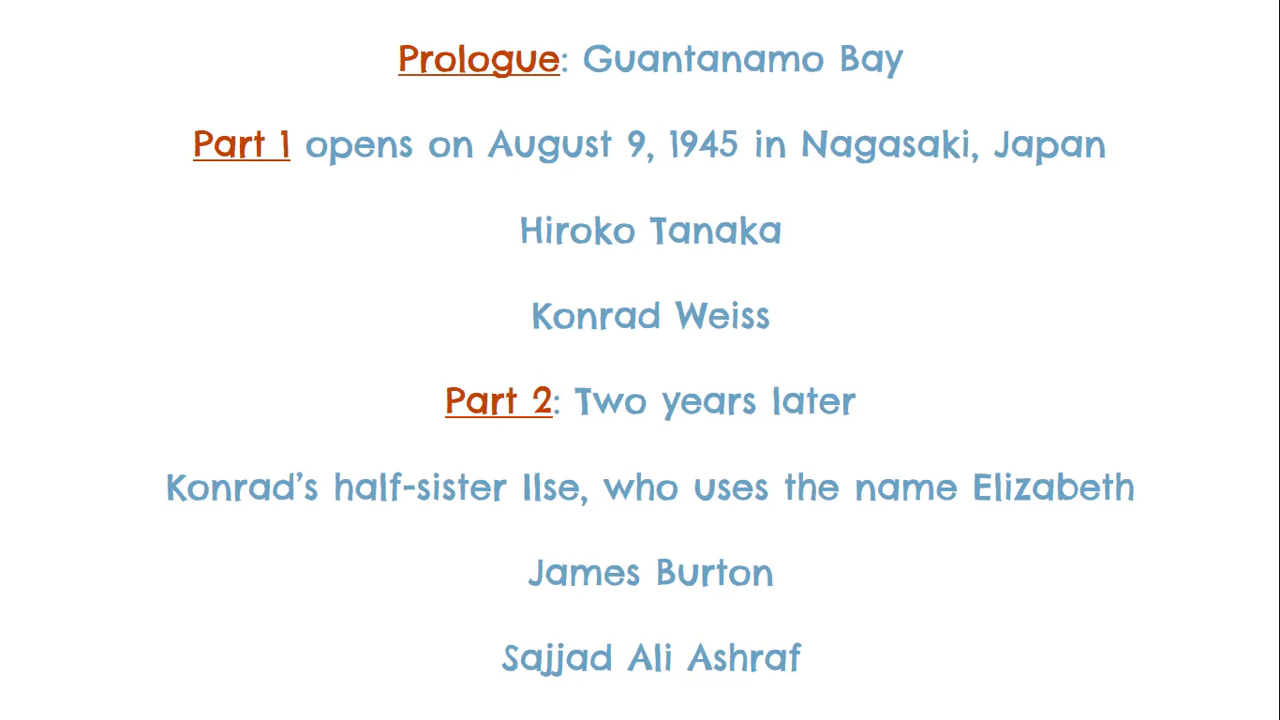 Prologue: Guantanamo Bay
Part 1 opens on August 9, 1945 in Nagasaki, Japan
Hiroko Tanaka
Konrad Weiss
Part 2: Two years later
Konrad’s half-sister Ilse, who uses the name Elizabeth
James Burton
Sajjad Ali Ashraf